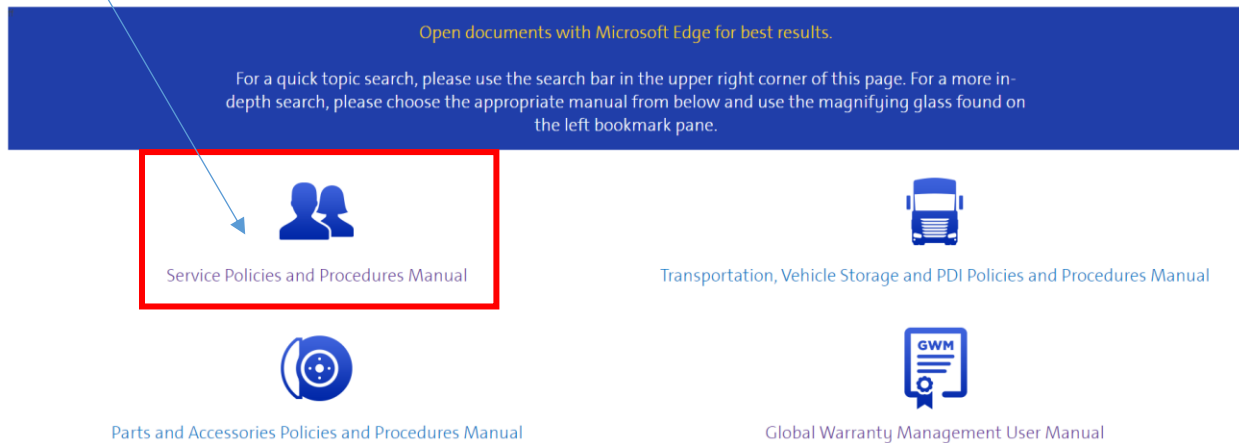 Open documents with Microsoft Edge for best results.
For a quick topic search, please use the search bar in the upper right corner of this page. For a more in-
depth search, please choose the appropriate manual from below and use the magnifying glass found on
the left bookmark pane.
Service Policies and Procedures Manual
Transportation, Vehicle Storage and PDI Policies and Procedures Manual
GWM
Parts and Accessories Policies and Procedures Manual
Global Warranty Management User Manual